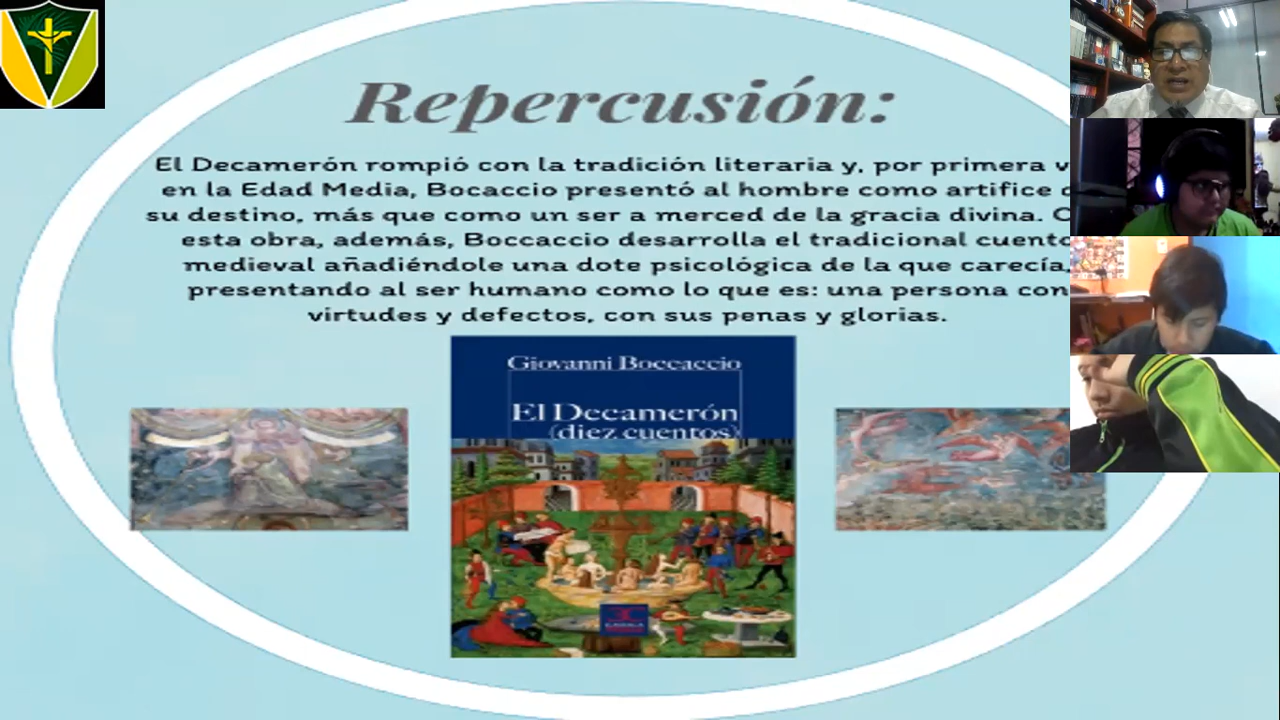 Repercusión:
El Decamerón rompió con la tradición literaria y, por primera
en la Edad Media, Bocaccio presentó al hombre como artifice
su destino, más que como un ser a merced de la gracia divina.
esta obra, además, Boccaccio desarrolla el tradicional cuento
medieval añadiéndole una dote psicológica de la que carecía,
presentando al ser humano como lo que es: una persona con
virtudes y defectos, con sus penas y glorias.
Giovanni Boccaccio
El Decamerón
(diez cuentos)